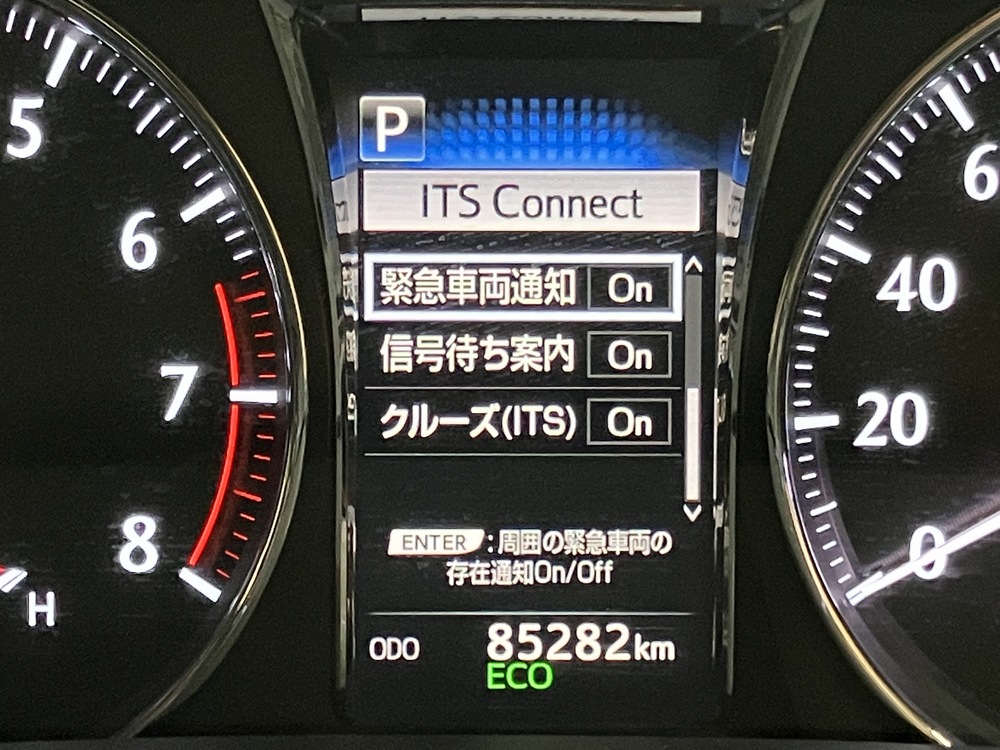 5
6
7
8
H
P
ITS Connect
緊急車両通知 On
信号待ち案内 On
クルーズ(ITS) On
ENTER :周囲の緊急車両の
存在通知On/Off
ODO 85282km
ECO
6
40
20
0